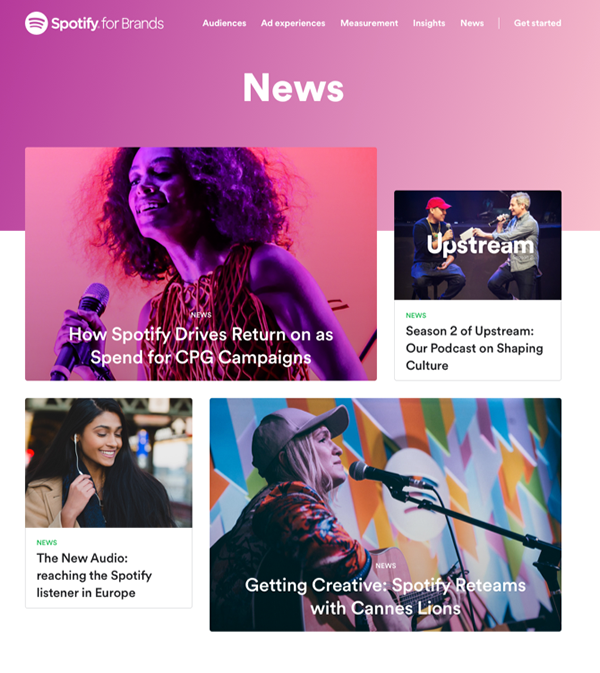 Spotify for Brands
Audiences Ad experiences Measurement Insights News Get started
News
NEWS
How Spotify Drives Return on as
Spend for CPG Campaigns
Upstream
NEWS
Season 2 of Upstream:
Our Podcast on Shaping
Culture
NEWS
The New Audio:
reaching the Spotify
listener in Europe
NEWS
Getting Creative: Spotify Reteams
with Cannes Lions